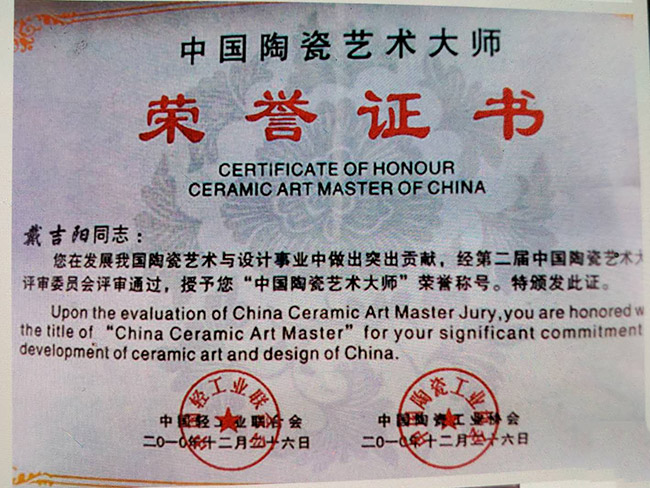 中国陶瓷艺术大师
荣誉证书
CERTIFICATE OF HONOUR
CERAMIC ART MASTER OF CHINA
戴吉阳同志：
您在发展我国陶瓷艺术与设计事业中做出突出贡献，经第二届中国陶瓷艺术大
评审委员会评审通过，授予您“中国陶瓷艺术大师”荣誉称号。特颁发此证。
Upon the evaluation of China Ceramic Art Master Jury,you are honored w
the title of “China Ceramic Art Master” for your significant commitment
development of ceramic art and design of China.
中国轻工业联合会 中国陶瓷工业协会
二〇一〇年十二月二十六日 二〇一〇年十二月二十六日